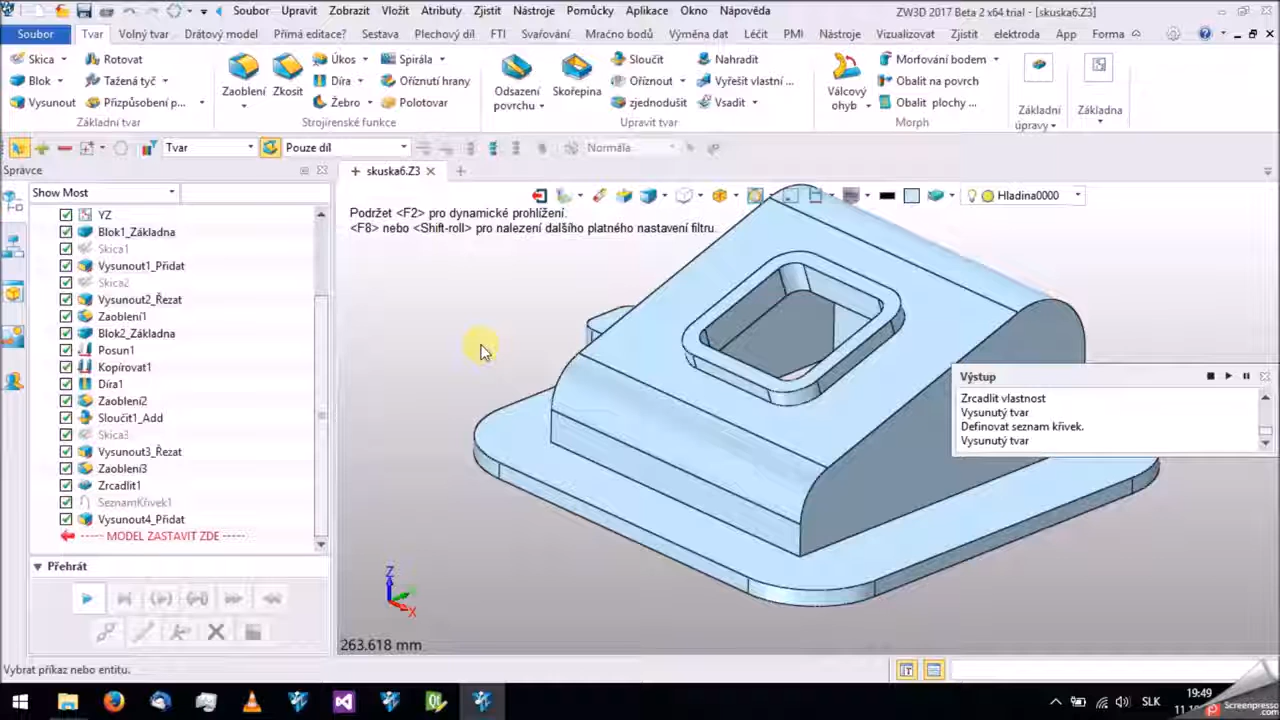 Soubor Upravit Zobrazit Vložit Atributy Zjistit Nástroje Pomůcky Aplikace Okno Nápověda ZW3D 2017 Beta 2 x64 trial - [skuska6.Z3]
Soubor Tvar Volný tvar Drátový model Přímá editace? Sestava Plechový díl FTI Svařování Mračno bodů Výměna dat Léčit PMI Nástroje Vizualizovat Zjistit elektroda App Forma
Skica Rotovat Úkos Spirála Sloučit Nahradit Morfování bodem
Blok Tažená tyč Díra Oříznutí hrany Oříznout Vyřešit vlastní ... Obalit na povrch
Vysunout Přizpůsobení p... Žebro Polotovar zjednodušit Vsadit Obalit plochy ...
Zaoblení Zkosit Odsazení povrchu Skořepina Válcový ohyb Základní úpravy Základna
Základní tvar Strojírenské funkce Upravit tvar Morph
Tvar Pouze díl Normála
Správce skuska6.Z3
Show Most Hladina0000
Podržet <F2> pro dynamické prohlížení.
<F8> nebo <Shift-roll> pro nalezení dalšího platného nastavení filtru.
YZ
Blok1_Základna
Skica1
Vysunout1_Přidat
Skica2
Vysunout2_Řezat
Zaoblení1
Blok2_Základna
Posun1
Kopírovat1
Díra1
Zaoblení2
Sloučit1_Add
Skica3
Vysunout3_Řezat
Zaoblení3
Zrcadlit1
SeznamKřivek1
Vysunout4_Přidat
----- MODEL ZASTAVIT ZDE -----
Přehrát
Výstup
Zrcadlit vlastnost
Vysunutý tvar
Definovat seznam křivek.
Vysunutý tvar
Z
X
263.618 mm
Vybrat příkaz nebo entitu.
SLK
19:49
Screenpresso
.com